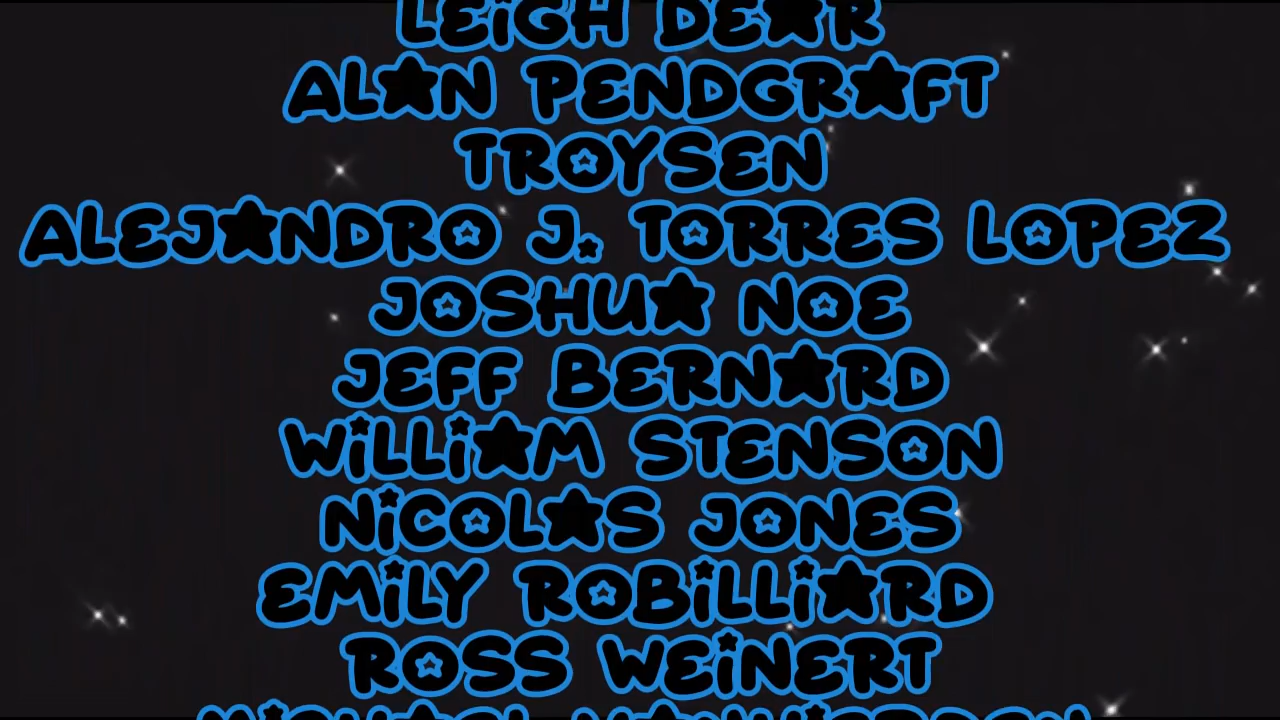 LEIGH DEAR
ALAN PENDGRAFT
TROYSEN
ALEJANDRO J. TORRES LOPEZ
JOSHUA NOE
JEFF BERNARD
WILLIAM STENSON
NICOLAS JONES
EMILY ROBILLIARD
ROSS WEINERT
MICHAEL